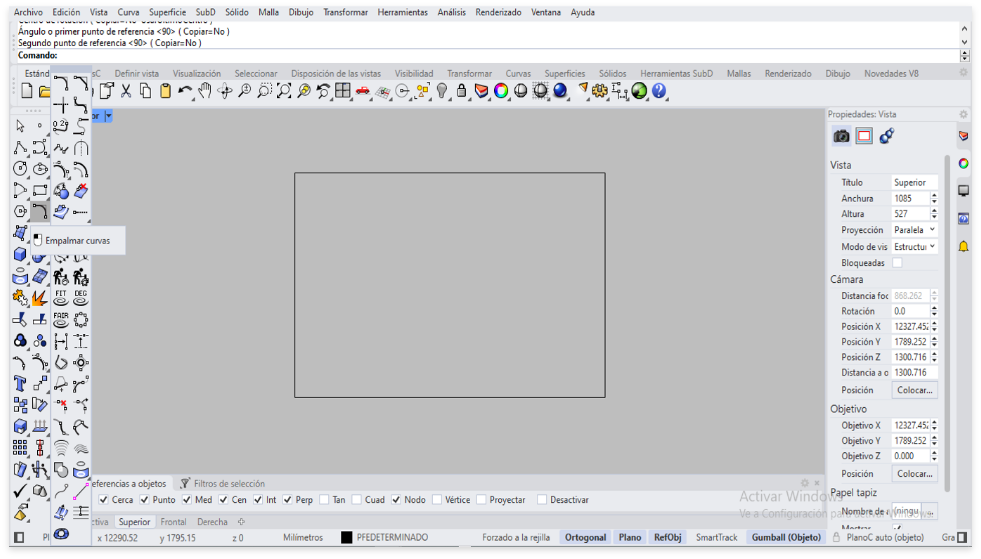 Archivo Edición Vista Curva Superficie SubD Sólido Malla Dibujo Transformar Herramientas Análisis Renderizado Ventana Ayuda
Ángulo o primer punto de referencia <90> ( Copiar=No )
Segundo punto de referencia <90> ( Copiar=No )
Comando:
Están Definir vista Visualización Seleccionar Disposición de las vistas Visibilidad Transformar Curvas Superficies Sólidos Herramientas SubD Mallas Renderizado Dibujo Novedades V8
or
Propiedades: Vista
Vista
Título Superior
Anchura 1085
Altura 527
Proyección Paralela
Modo de vis Estructur
Bloqueadas
Cámara
Distancia foc 868.262
Rotación 0.0
Posición X 12327.452
Posición Y 1789.252
Posición Z 1300.716
Distancia a o 1300.716
Posición Colocar...
Objetivo
Objetivo X 12327.452
Objetivo Y 1789.252
Objetivo Z 0.000
Posición Colocar...
Papel tapiz
Nombre de a (ningu ...
Mostrar
Empalmar curvas
FIT DEG
FAIR
eferencias a objetos Filtros de selección
Cerca Punto Med Cen Int Perp Tan Cuad Nodo Vértice Proyectar Desactivar
Activar Windows
Ve a Configuración para activar Windows.
ctiva Superior Frontal Derecha
x 12290.52 y 1795.15 z 0 Milímetros PFEDETERMINADO Forzado a la rejilla Ortogonal Plano RefObj SmartTrack Gumball (Objeto) PlanoC auto (objeto) Gra